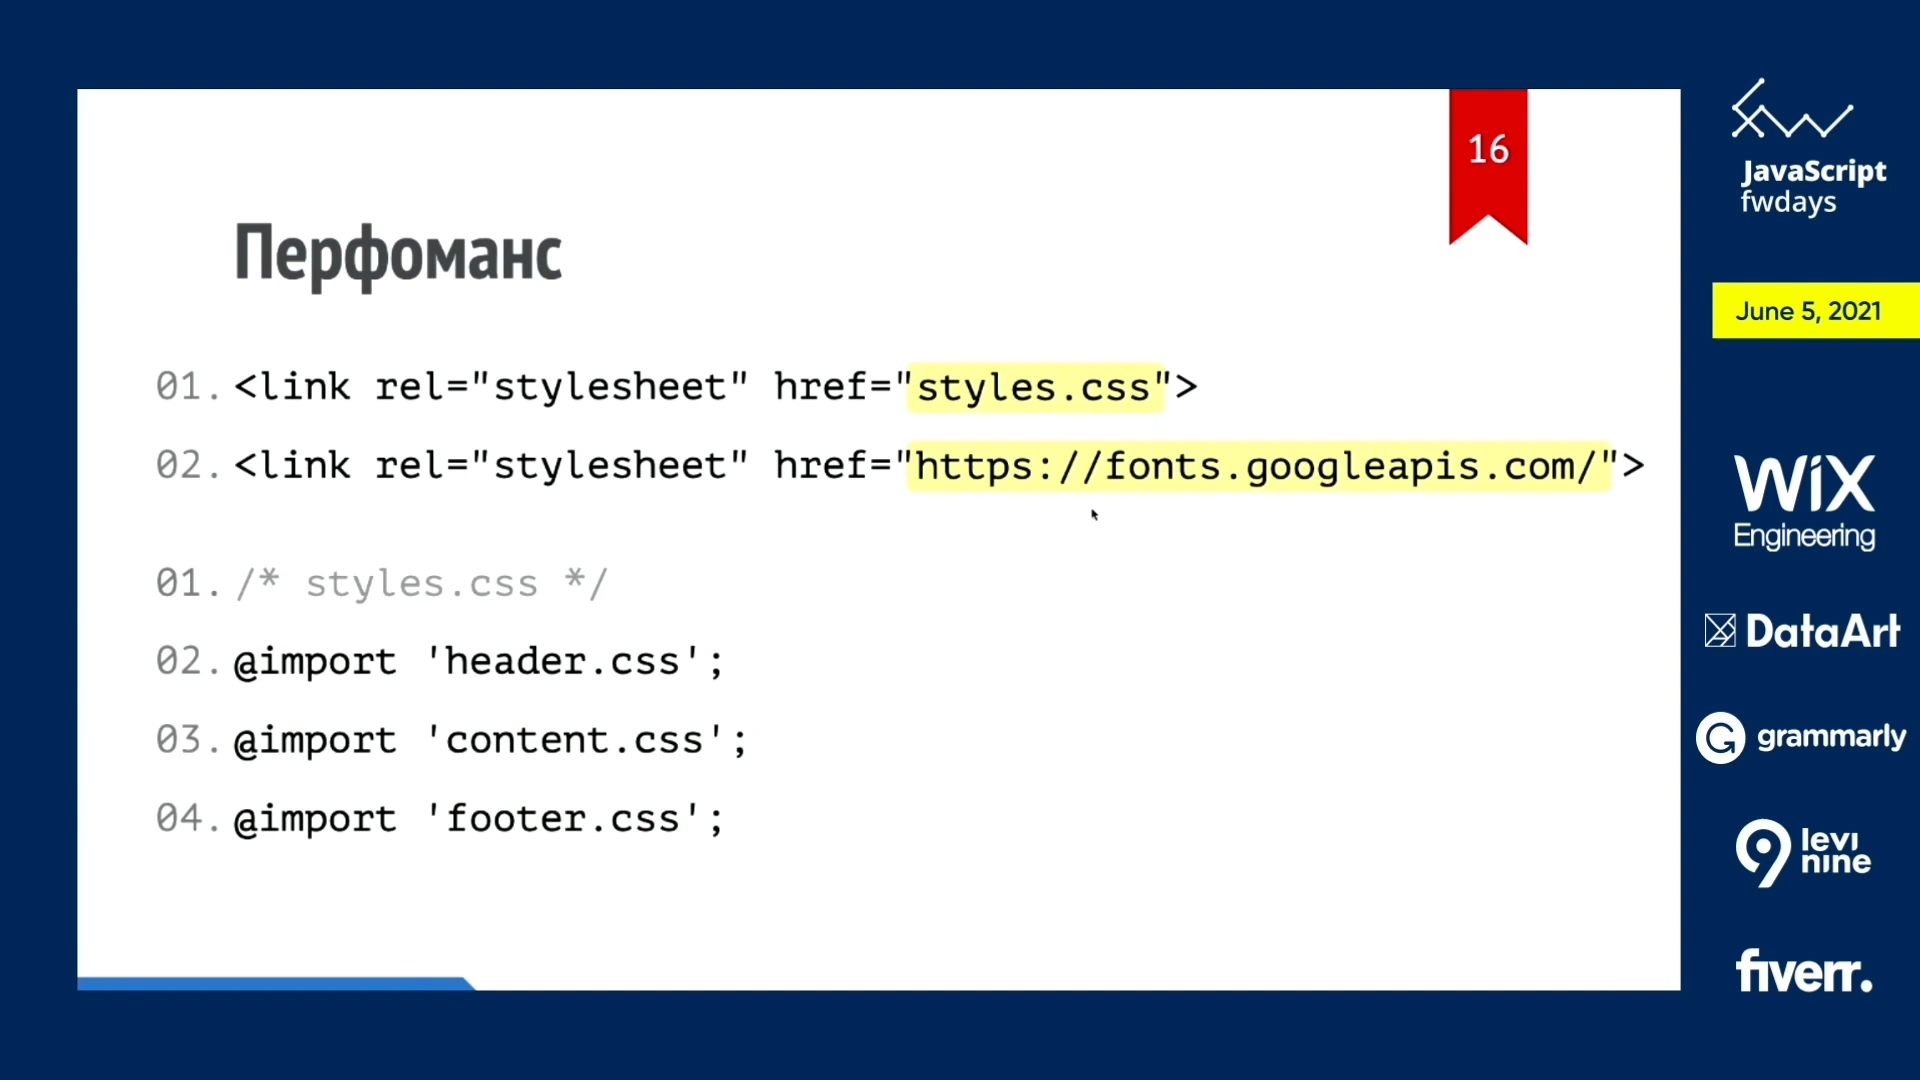 16
Перфоманс
01. <link rel="stylesheet" href="styles.css">
02. <link rel="stylesheet" href="https://fonts.googleapis.com/">
01. /* styles.css */
02. @import 'header.css';
03. @import 'content.css';
04. @import 'footer.css';
JavaScript
fwdays
June 5, 2021
WiX
Engineering
DataArt
grammarly
9 levi
nine
fiverr.